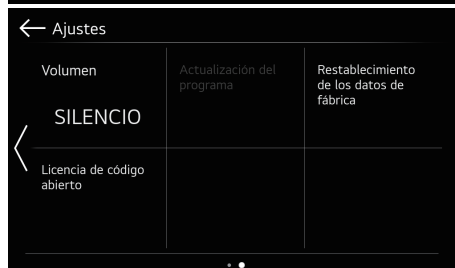 Ajustes
Volumen
SILENCIO
Actualización del
programa
Restablecimiento
de los datos de
fábrica
Licencia de código
abierto